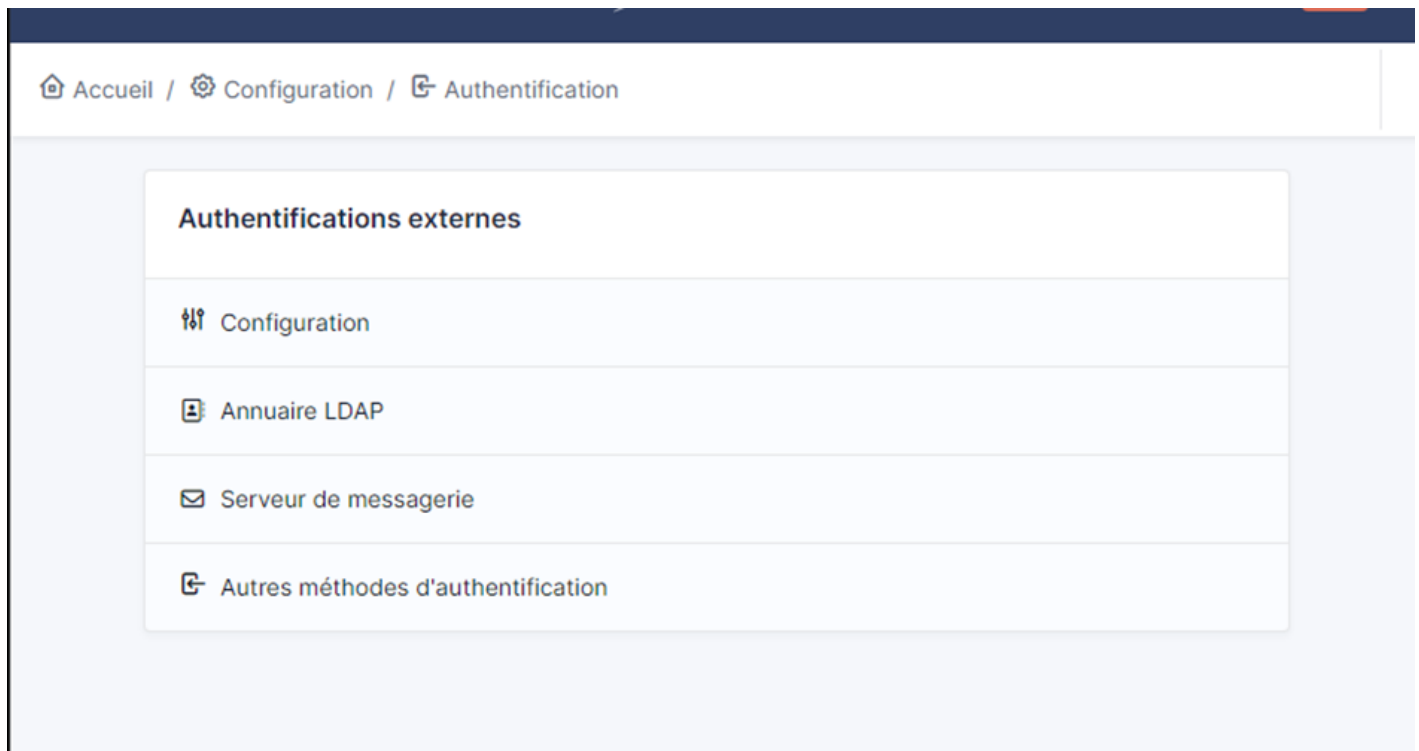 Accueil / Configuration / Authentification
Authentifications externes
Configuration
Annuaire LDAP
Serveur de messagerie
Autres méthodes d'authentification